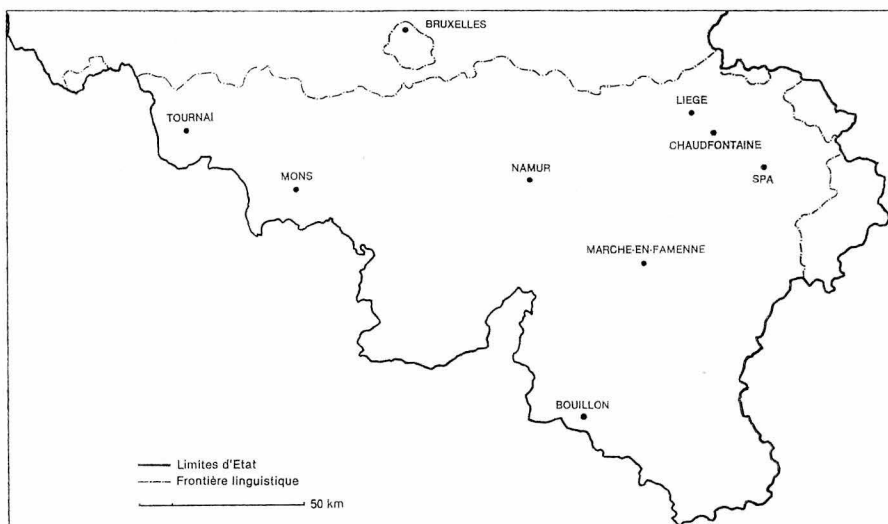 BRUXELLES
LIEGE
TOURNAI
CHAUDFONTAINE
MONS
NAMUR
SPA
MARCHE-EN-FAMENNE
BOUILLON
Limites d'Etat
Frontière linguistique
50 km